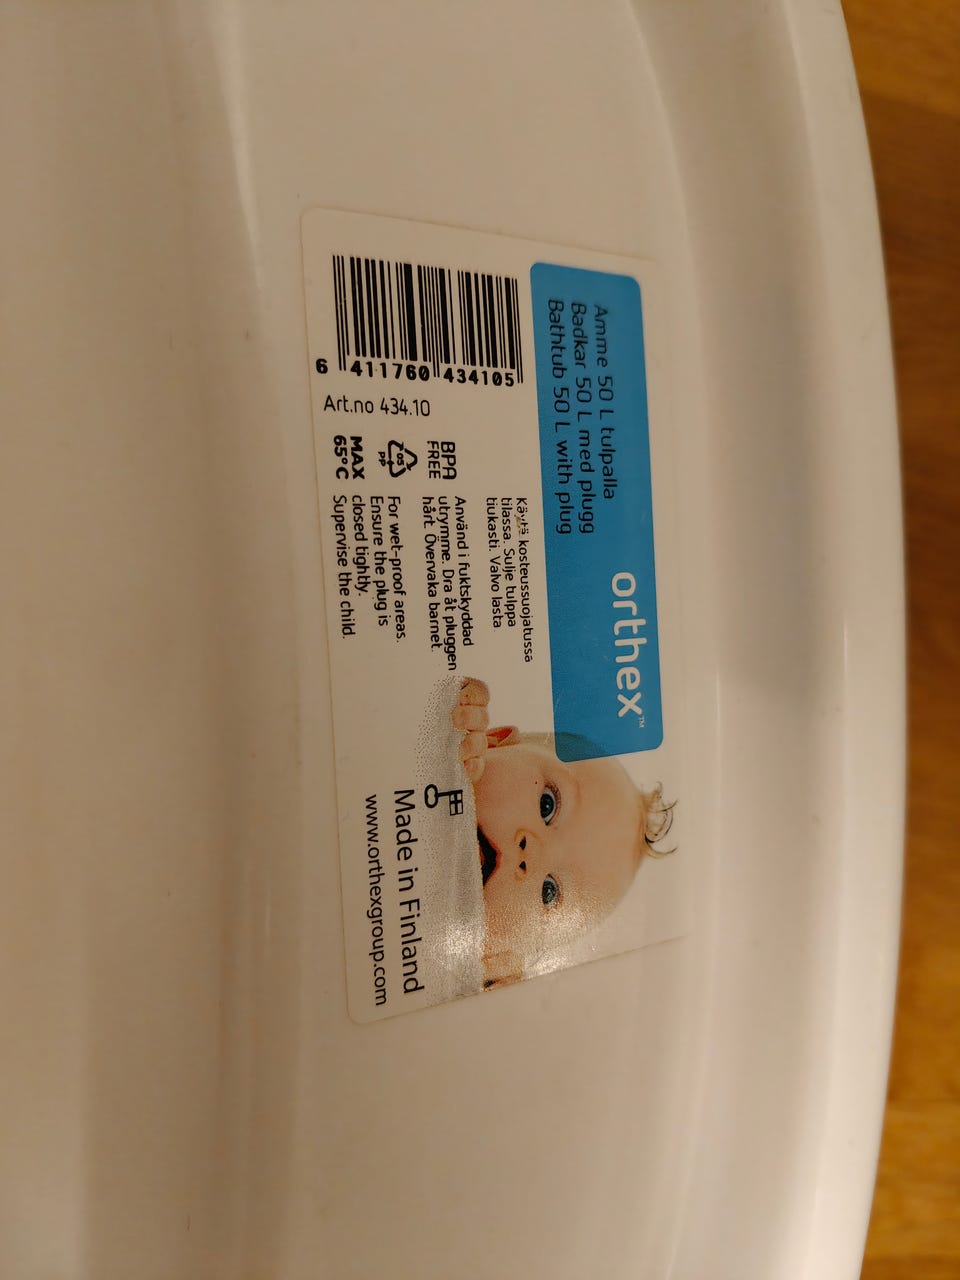 Amme 50 L tulpalla
Badkar 50 L med plugg
Bathtub 50 L with plug
orthex™
6 411760 434105
Art.no 434.10
BPA
FREE
05
PP
MAX
65°C
Käytä kosteussuojatussa
tilassa. Sulje tulppa
tiukasti. Valvo lasta.
Använd i fuktskyddad
utrymme. Dra åt pluggen
hårt. Övervaka barnet.
For wet-proof areas.
Ensure the plug is
closed tightly.
Supervise the child.
Made in Finland
www.orthexgroup.com